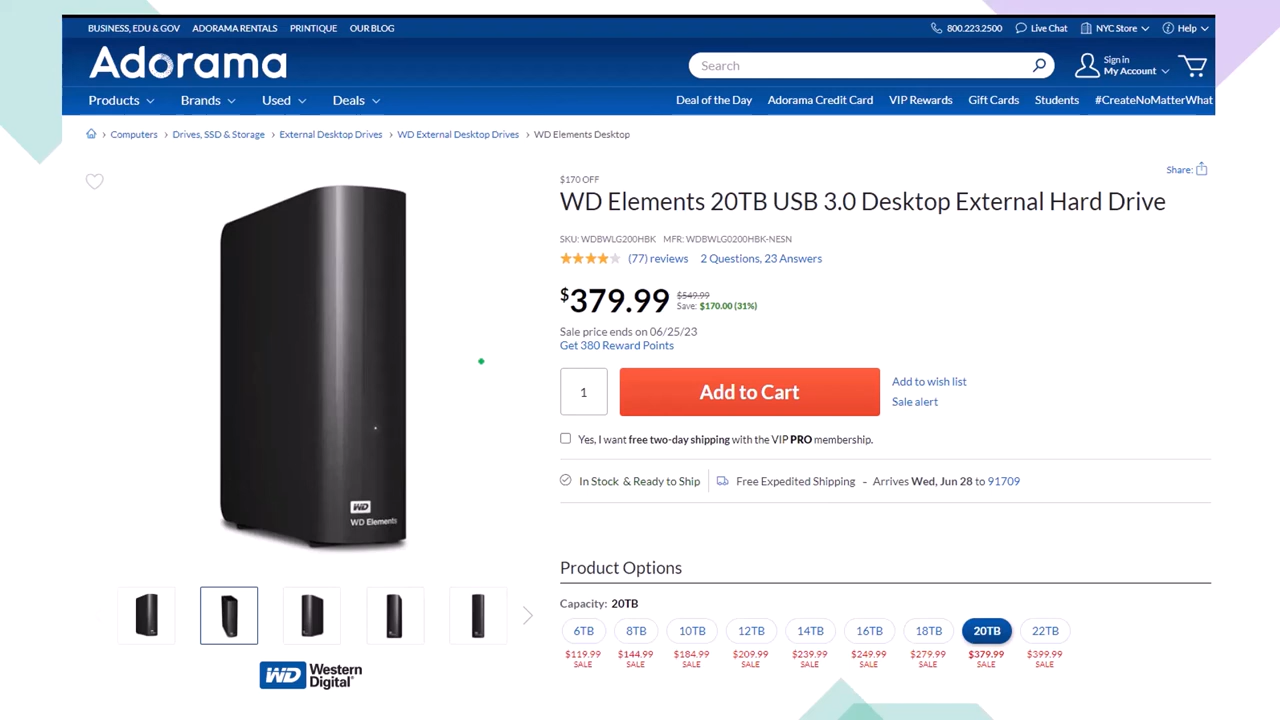 BUSINESS, EDU & GOV ADORAMA RENTALS PRINTIQUE OUR BLOG 800.223.2500 Live Chat NYC Store Help
Adorama
Search
Sign in
My Account
Products Brands Used Deals Deal of the Day Adorama Credit Card VIP Rewards Gift Cards Students #CreateNoMatterWhat
Computers > Drives, SSD & Storage > External Desktop Drives > WD External Desktop Drives > WD Elements Desktop
Share:
$170 OFF
WD Elements 20TB USB 3.0 Desktop External Hard Drive
SKU: WDBWLG200HBK MFR: WDBWLG0200HBK-NESN
(77) reviews 2 Questions, 23 Answers
$379.99 $549.99
Save: $170.00 (31%)
Sale price ends on 06/25/23
Get 380 Reward Points
1 Add to Cart
Add to wish list
Sale alert
Yes, I want free two-day shipping with the VIP PRO membership.
In Stock & Ready to Ship Free Expedited Shipping - Arrives Wed, Jun 28 to 91709
WD
WD Elements
Product Options
Capacity: 20TB
6TB 8TB 10TB 12TB 14TB 16TB 18TB 20TB 22TB
$119.99 $144.99 $184.99 $209.99 $239.99 $249.99 $279.99 $379.99 $399.99
SALE SALE SALE SALE SALE SALE SALE SALE SALE
WD Western
Digital®